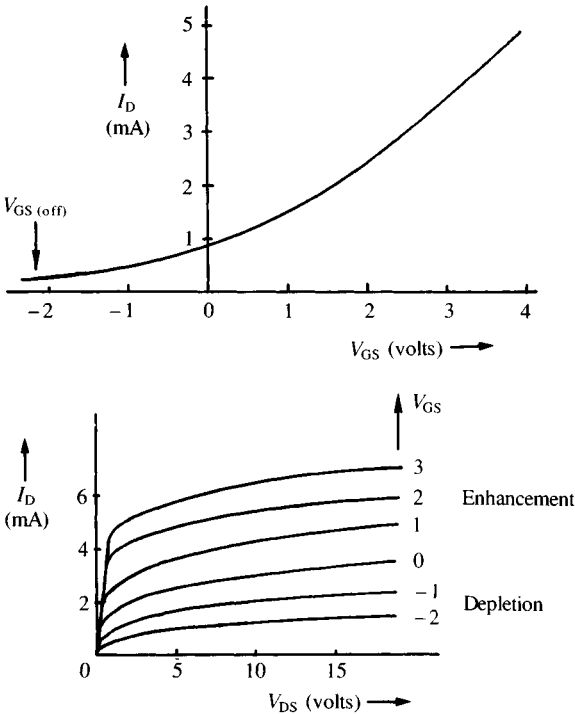 5
4
3
2
1
I_D
(mA)
V_GS (off)
−2 −1 0 1 2 3 4
V_GS (volts)
V_GS
3
2 Enhancement
1
0
−1 Depletion
−2
I_D
(mA)
6
4
2
0 5 10 15
V_DS (volts)